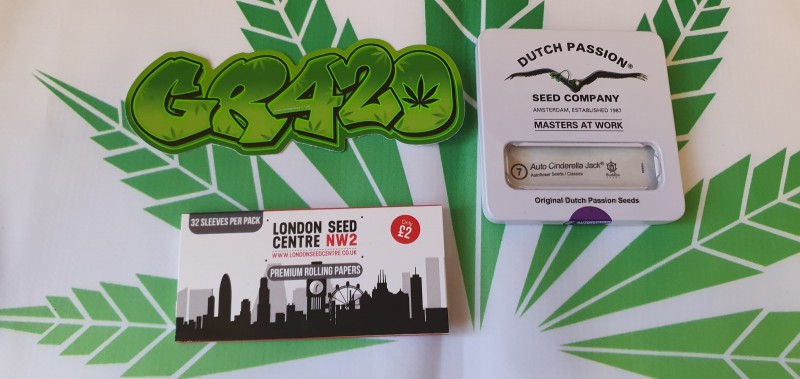 GR420
DUTCH PASSION®
SEED COMPANY
AMSTERDAM, ESTABLISHED 1987
MASTERS AT WORK
7
Auto Cinderella Jack®
Autoflower Seeds / Classics
Original Dutch Passion Seeds
32 SLEEVES PER PACK
LONDON SEED
CENTRE NW2
WWW.LONDONSEEDCENTRE.CO.UK
PREMIUM ROLLING PAPERS
Only
£2